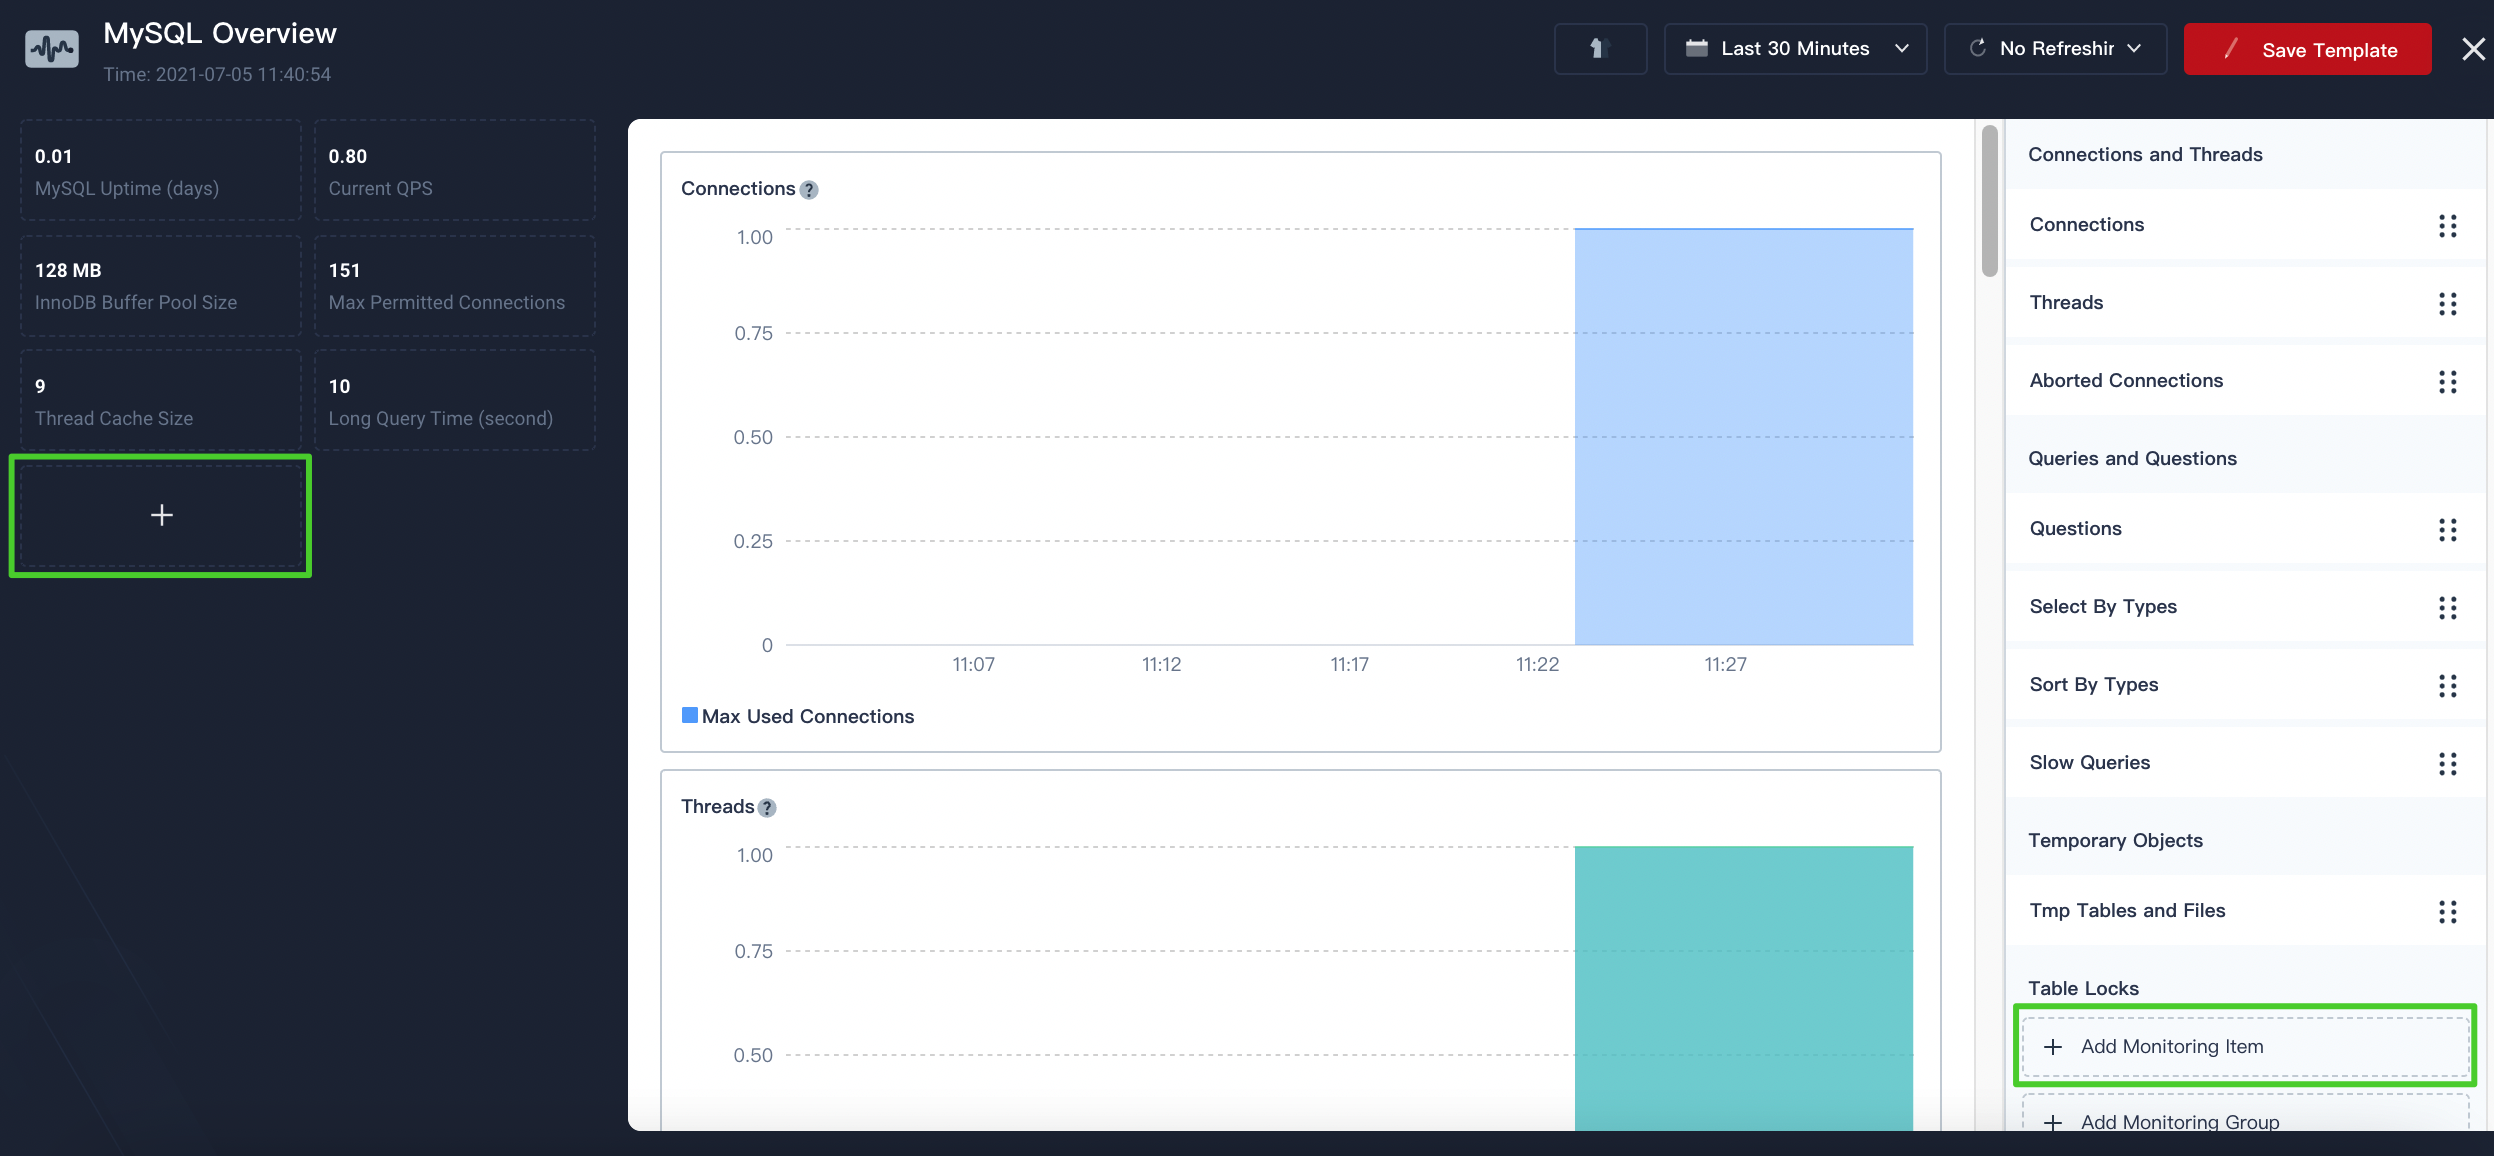 MySQL Overview
Time: 2021-07-05 11:40:54
Last 30 Minutes
No Refreshir
Save Template
0.01
MySQL Uptime (days)
0.80
Current QPS
128 MB
InnoDB Buffer Pool Size
151
Max Permitted Connections
9
Thread Cache Size
10
Long Query Time (second)
+
Connections ?
1.00
0.75
0.50
0.25
0
11:07
11:12
11:17
11:22
11:27
Max Used Connections
Threads ?
1.00
0.75
0.50
Connections and Threads
Connections
Threads
Aborted Connections
Queries and Questions
Questions
Select By Types
Sort By Types
Slow Queries
Temporary Objects
Tmp Tables and Files
Table Locks
+ Add Monitoring Item
+ Add Monitoring Group